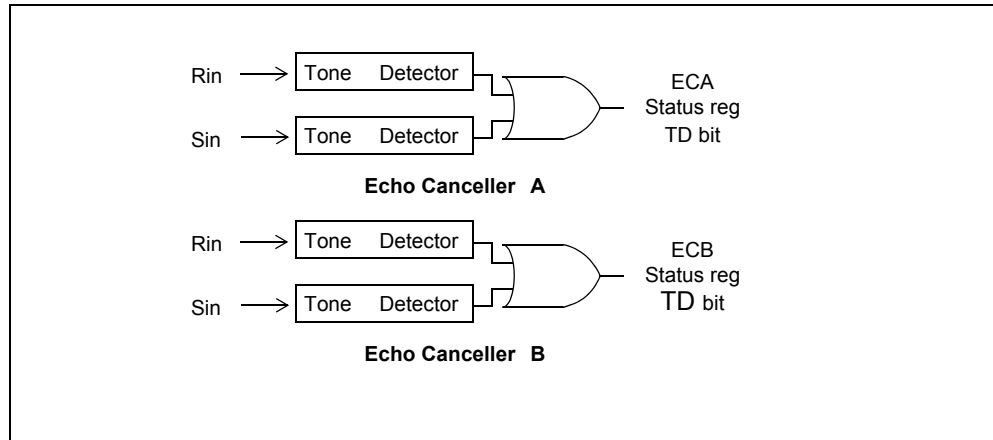 Rin
Tone Detector
Sin
Tone Detector
ECA
Status reg
TD bit
Echo Canceller A
Rin
Tone Detector
Sin
Tone Detector
ECB
Status reg
TD bit
Echo Canceller B